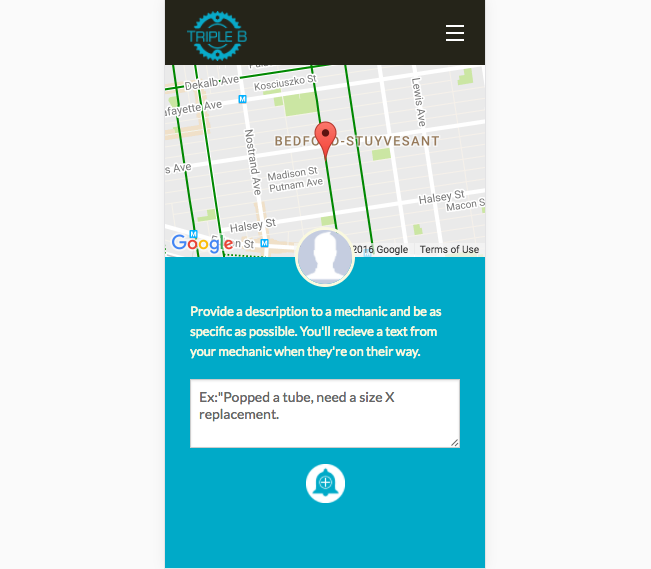 TRIPLE B
Dekalb Ave
Kosciuszko St
Lewis Ave
afayette Ave
Nostrand Ave
BEDFORD-STUYVESANT
s Ave
Madison St
Putnam Ave
Halsey St
Macon S
Halsey St
n St
Google
2016 Google
Terms of Use
Provide a description to a mechanic and be as
specific as possible. You'll recieve a text from
your mechanic when they're on their way.
Ex:"Popped a tube, need a size X
replacement.